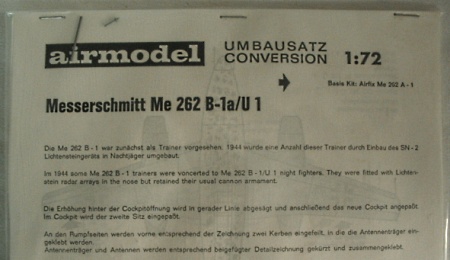 airmodel
UMBAUSATZ
CONVERSION 1:72
Basis Kit: Airfix Me 262 A-1
Messerschmitt Me 262 B-1a/U1
Die Me 262 B-1 war zunächst als Trainer vorgesehen. 1944 wurde eine Anzahl dieser Trainer durch Einbau des SN-2
Lichtensteingeräts in Nachtjäger umgebaut.
Im 1944 some Me 262 B-1 trainers were voncerted to Me 262 B-1/U1 night fighters. They were fitted with Lichten-
stein radar arrays in the nose but retained their usual cannon armament.
Die Erhöhung hinter der Cockpitöffnung wird in gerader Linie abgesägt und anschließend das neue Cockpit angepaßt.
Im Cockpit wird der zweite Sitz eingepaßt.
An den Rumpfseiten werden vorne entsprechend der Zeichnung zwei Kerben eingefeilt, in die die Antennenträger ein-
geklebt werden.
Antennenträger und Antennen werden entsprechend beigefügter Detailzeichnung gekürzt und zusammengeklebt.